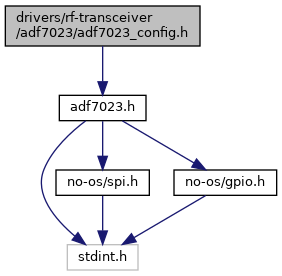 drivers/rf-transceiver
/adf7023/adf7023_config.h
adf7023.h
no-os/spi.h
no-os/gpio.h
stdint.h